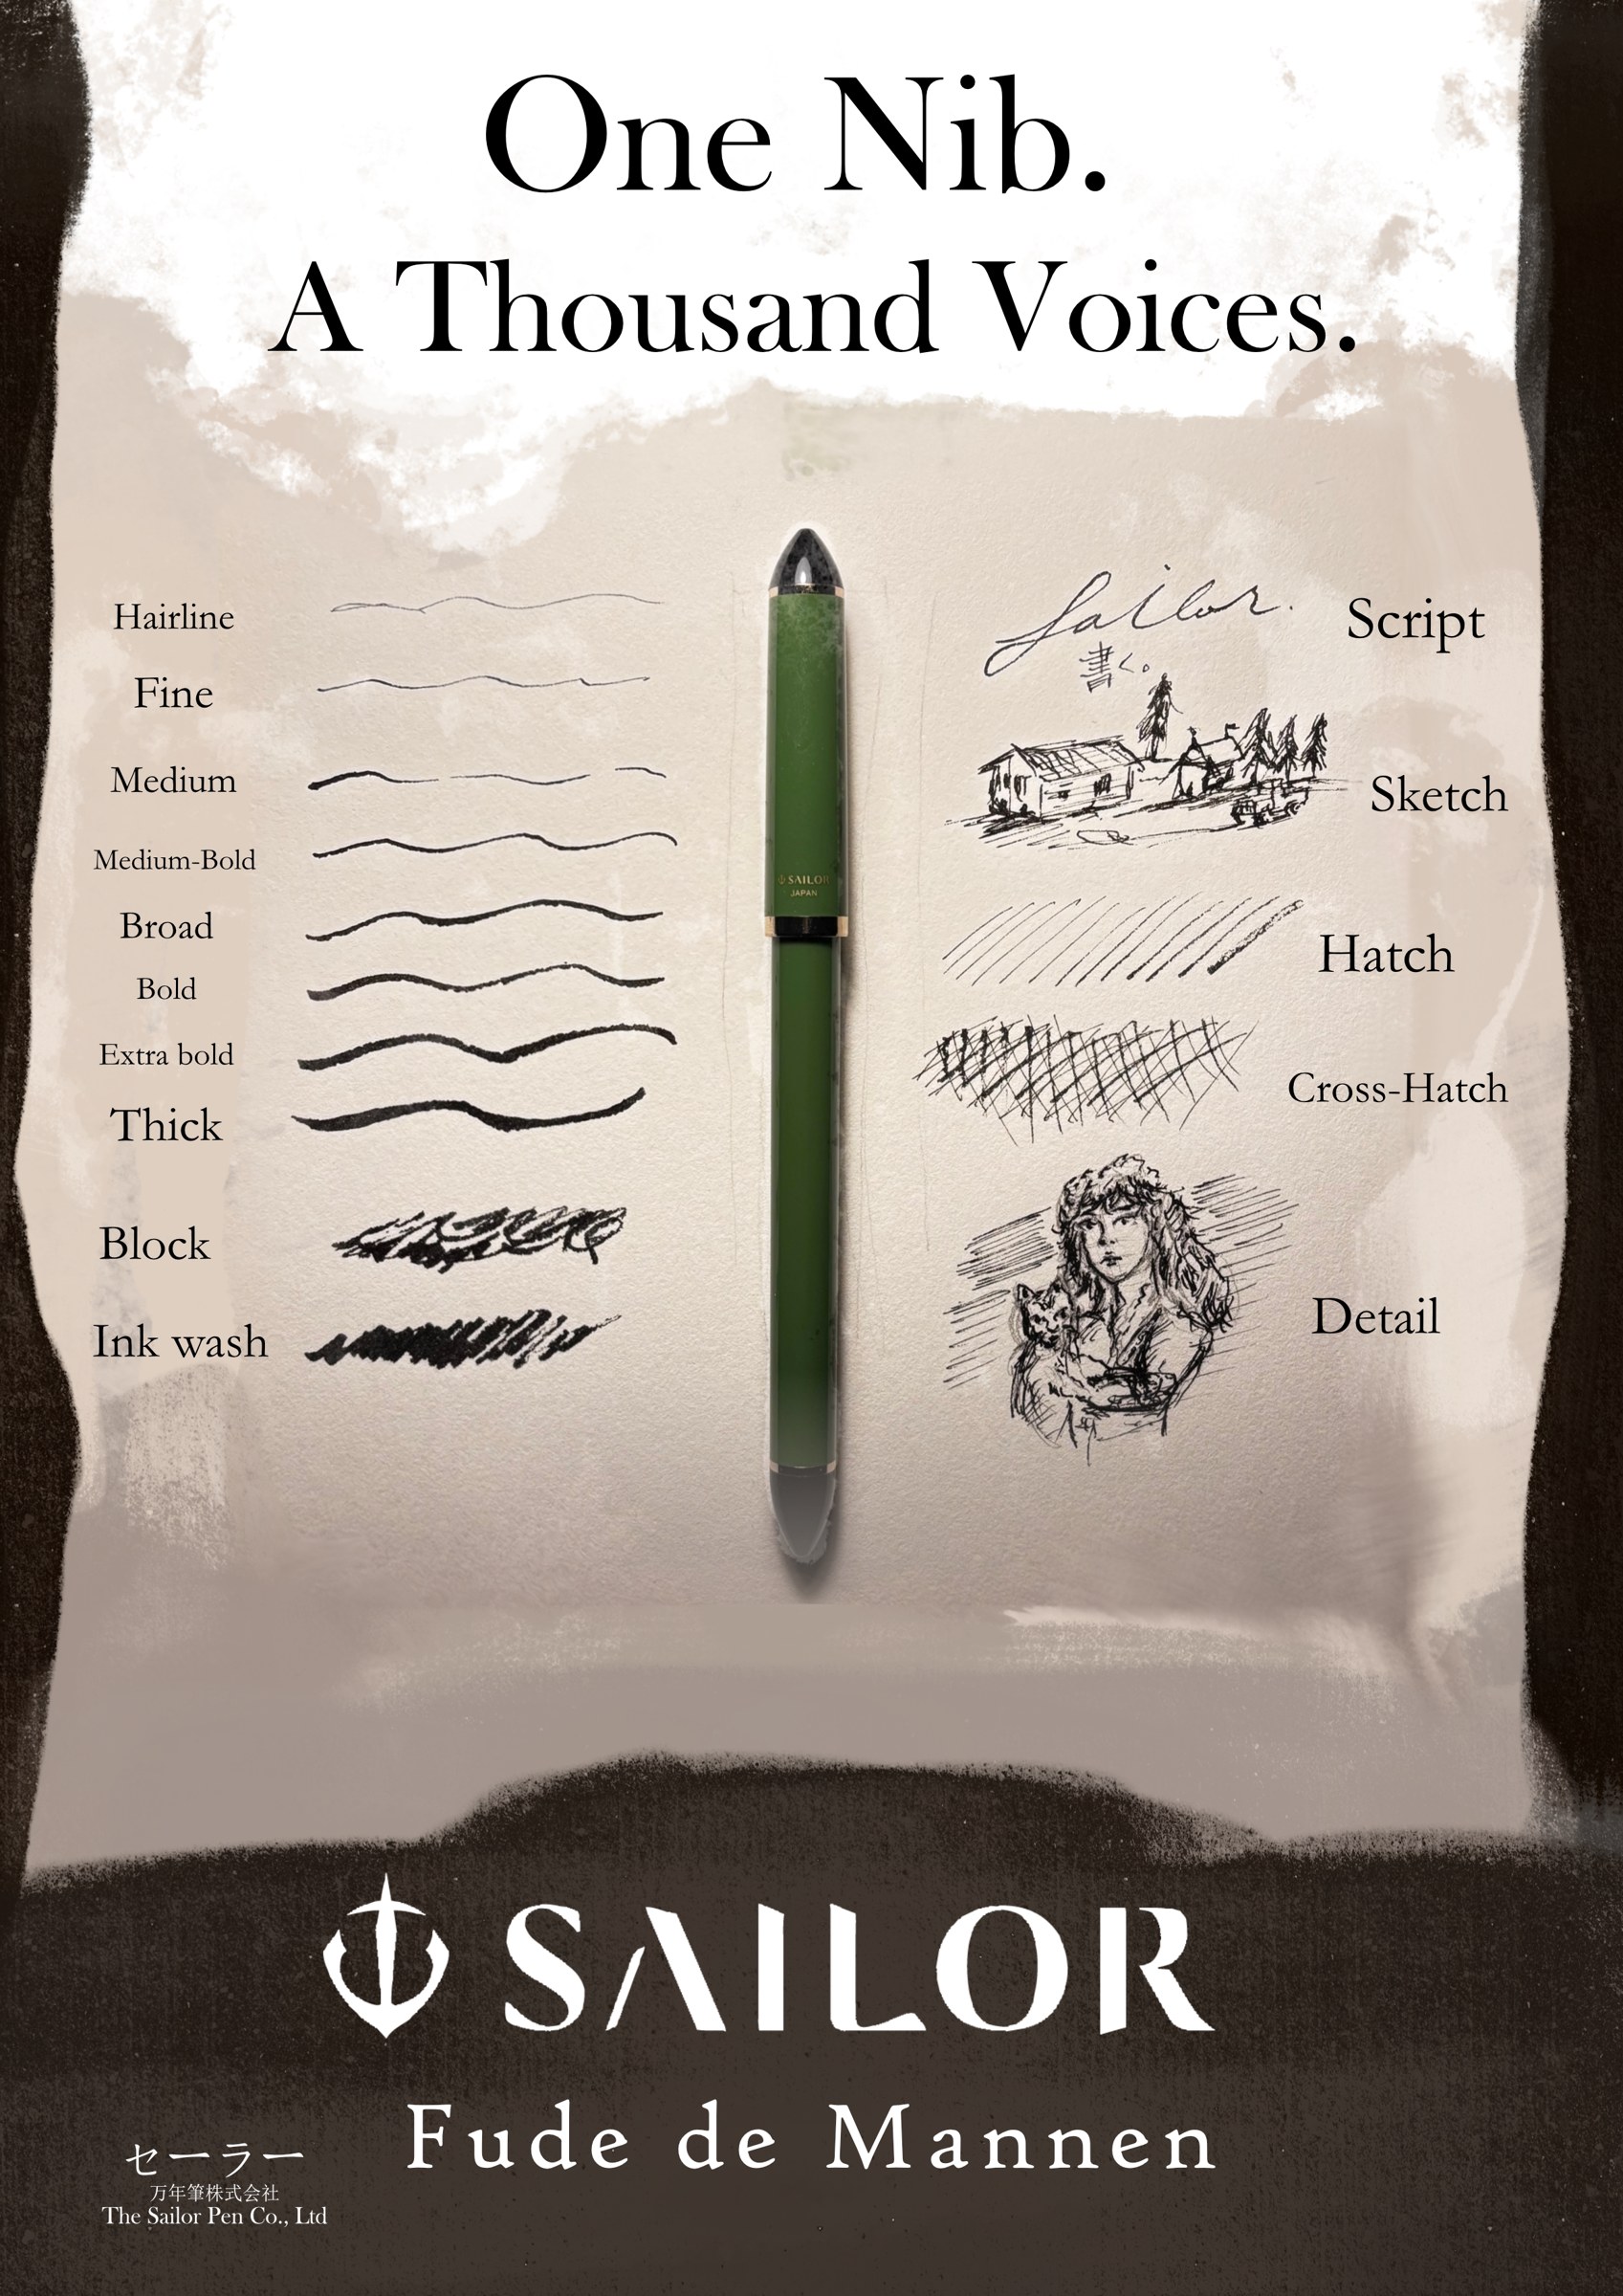 One Nib.
A Thousand Voices.
Hairline
Fine
Medium
Medium-Bold
Broad
Bold
Extra bold
Thick
Block
Ink wash
SAILOR
JAPAN
Sailor.
書く。
Script
Sketch
Hatch
Cross-Hatch
Detail
SAILOR
Fude de Mannen
セーラー
万年筆株式会社
The Sailor Pen Co., Ltd